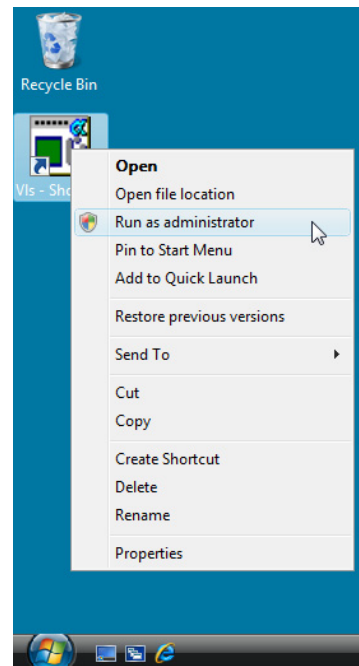 Recycle Bin
VIs - Sho
Open
Open file location
Run as administrator
Pin to Start Menu
Add to Quick Launch
Restore previous versions
Send To
Cut
Copy
Create Shortcut
Delete
Rename
Properties